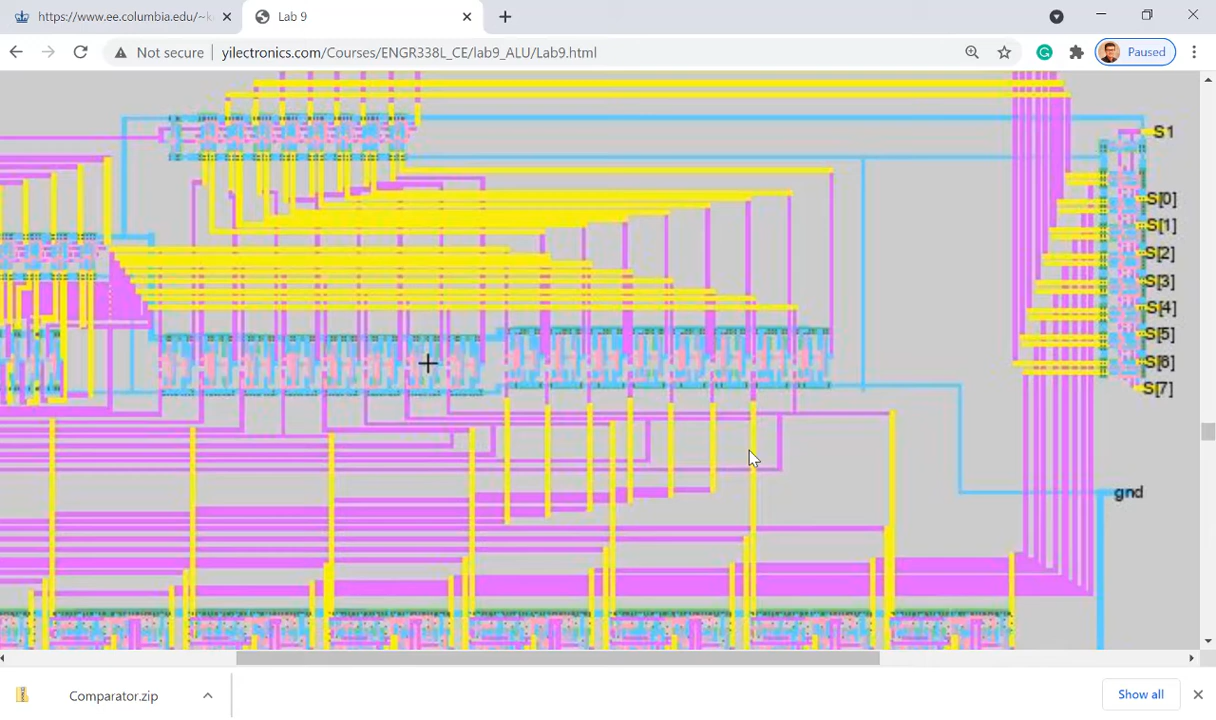 https://www.ee.columbia.edu/~k
Lab 9
Not secure
yilectronics.com/Courses/ENGR338L_CE/lab9_ALU/Lab9.html
Paused
S1
S[0]
S[1]
S[2]
S[3]
S[4]
S[5]
S[6]
S[7]
gnd
Comparator.zip
Show all